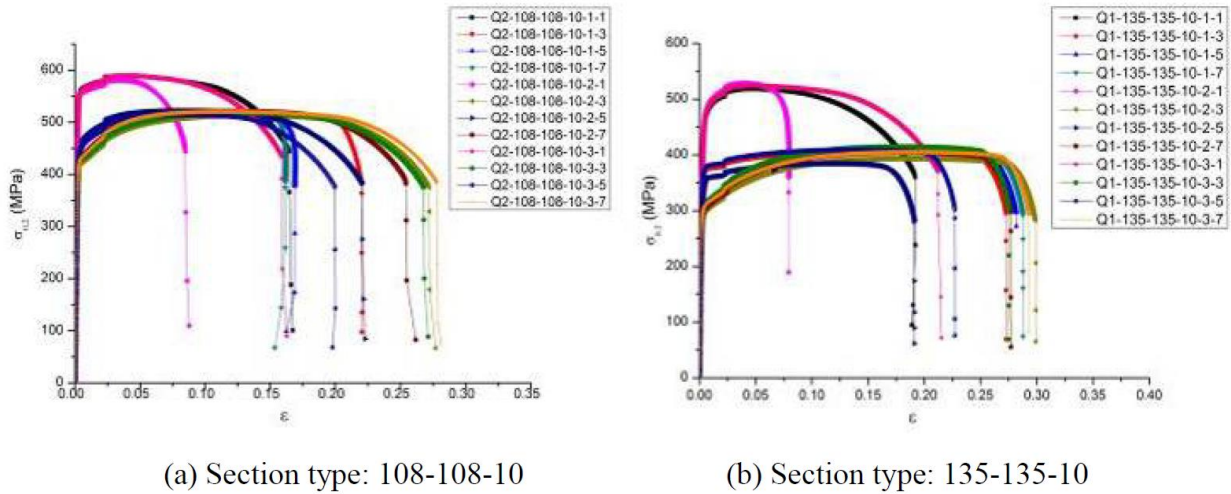 Q2-108-108-10-1-1
Q2-108-108-10-1-3
Q2-108-108-10-1-5
Q2-108-108-10-1-7
Q2-108-108-10-2-1
Q2-108-108-10-2-3
Q2-108-108-10-2-5
Q2-108-108-10-2-7
Q2-108-108-10-3-1
Q2-108-108-10-3-3
Q2-108-108-10-3-5
Q2-108-108-10-3-7
600
500
400
300
200
100
0
(MPa)
0.00 0.05 0.10 0.15 0.20 0.25 0.30 0.35
ε
Q1-135-135-10-1-1
Q1-135-135-10-1-3
Q1-135-135-10-1-5
Q1-135-135-10-1-7
Q1-135-135-10-2-1
Q1-135-135-10-2-3
Q1-135-135-10-2-5
Q1-135-135-10-2-7
Q1-135-135-10-3-1
Q1-135-135-10-3-3
Q1-135-135-10-3-5
Q1-135-135-10-3-7
600
500
400
300
200
100
0
(MPa)
0.00 0.05 0.10 0.15 0.20 0.25 0.30 0.35 0.40
ε
(a) Section type: 108-108-10
(b) Section type: 135-135-10